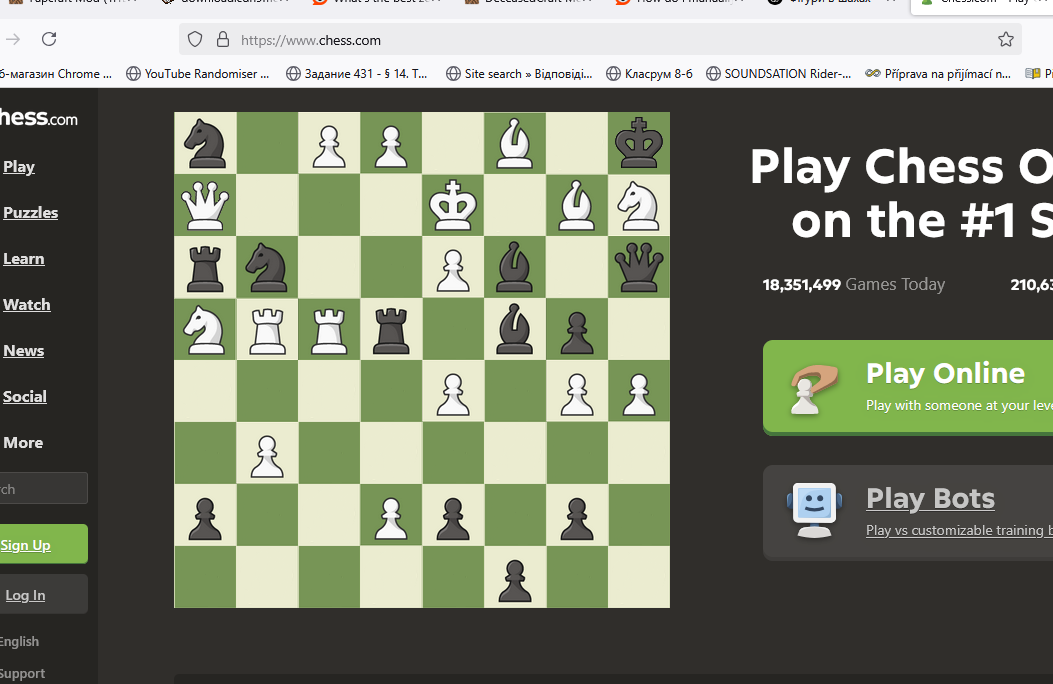 https://www.chess.com
б-магазин Chrome ... YouTube Randomiser ... Задание 431 - § 14. Т... Site search » Відповіді... Класрум 8-б SOUNDSATION Rider-... Příprava na přijímací n...
hess.com
Play
Puzzles
Learn
Watch
News
Social
More
rch
Sign Up
Log In
English
Support
Play Chess O
on the #1 S
18,351,499 Games Today 210,63
Play Online
Play with someone at your leve
Play Bots
Play vs customizable training b